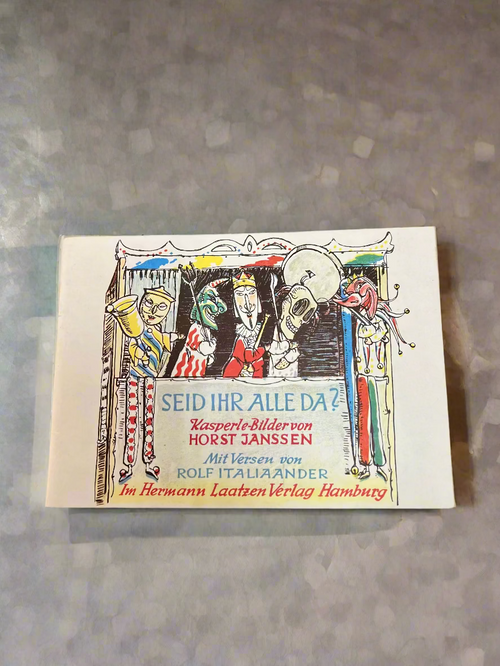 SEID IHR ALLE DA?
Kasperle-Bilder von
HORST JANSSEN
Mit Versen von
ROLF ITALIAANDER
Im Hermann Laatzen Verlag Hamburg